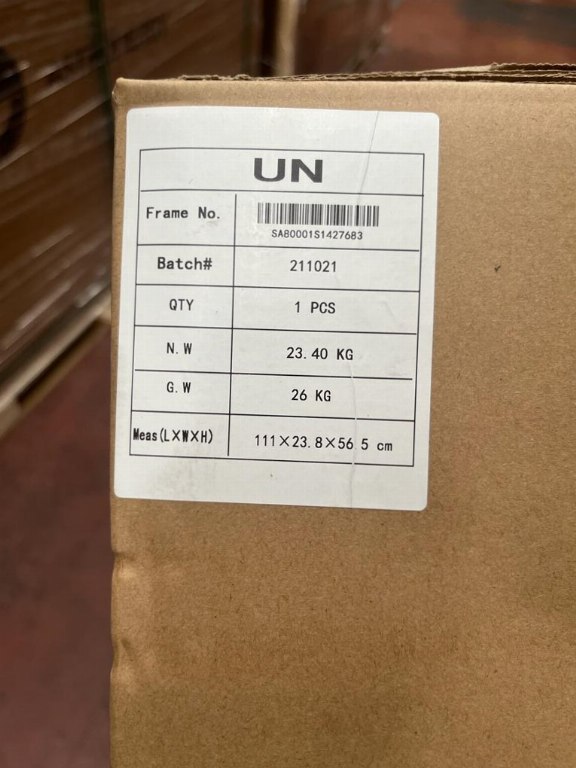 UN
Frame No.
SA80001S1427683
Batch# 211021
QTY 1 PCS
N.W 23.40 KG
G.W 26 KG
Meas(L×W×H) 111×23.8×56.5 cm